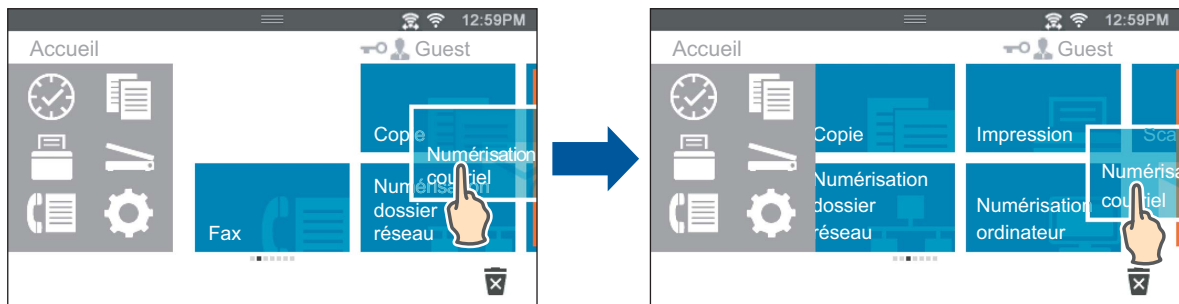 12:59PM
Accueil
Guest
Copie
Numérisation
courriel
Numérisation
dossier
réseau
Fax
12:59PM
Accueil
Guest
Copie
Impression
Sca
Numérisa
courriel
Numérisation
dossier
réseau
Numérisation
ordinateur